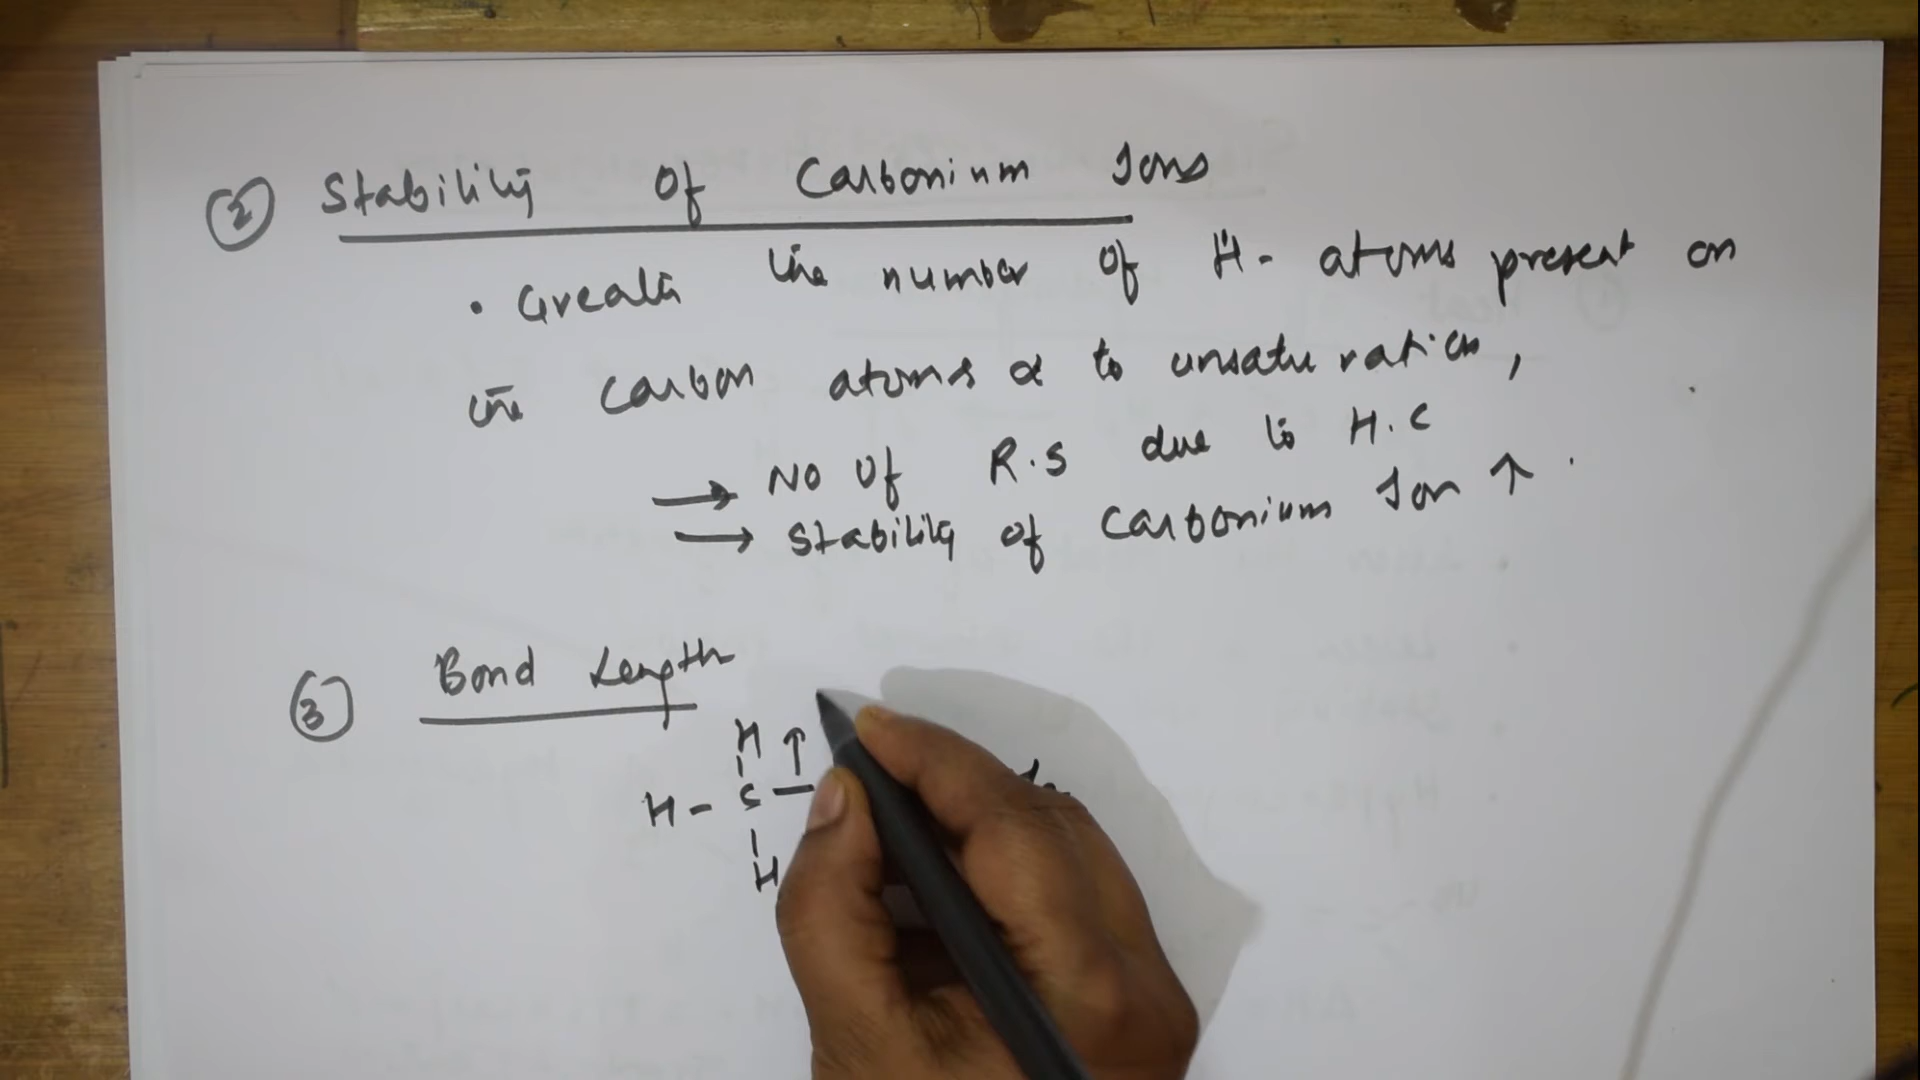 ② Stability Of Carbonium Ions
• Greater the number Of H - atoms present on
the carbon atoms α to unsaturation,
→ No Of R.S due to H.C
→ Stability of Carbonium Ion ↑ .
③ Bond Length
H ↑
H - C -
H